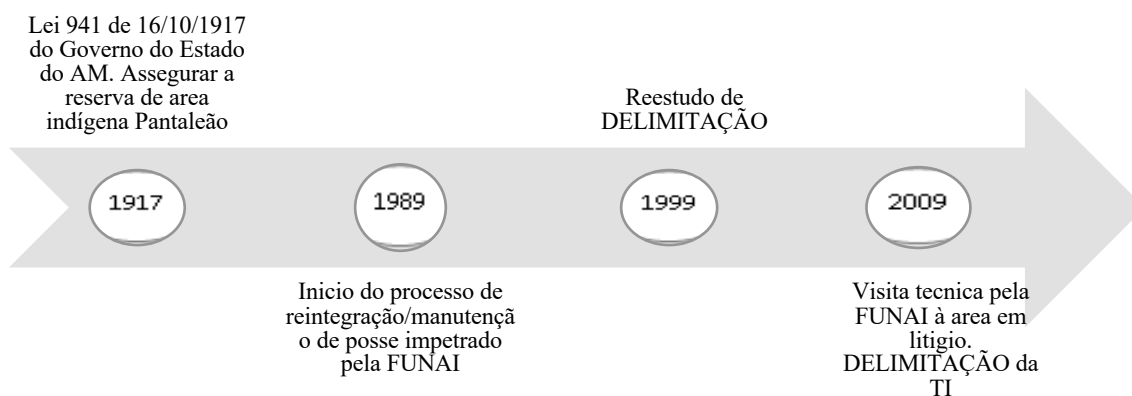 Lei 941 de 16/10/1917
do Governo do Estado
do AM. Assegurar a
reserva de area
indígena Pantaleão
Reestudo de
DELIMITAÇÃO
1917
1989
1999
2009
Inicio do processo de
reintegração/manutençã
o de posse impetrado
pela FUNAI
Visita tecnica pela
FUNAI à area em
litigio.
DELIMITAÇÃO da
TI